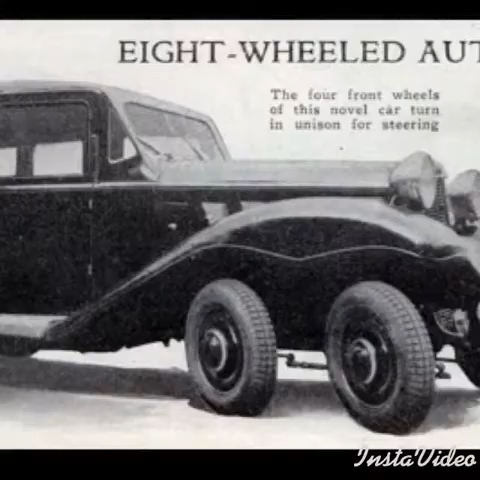 EIGHT-WHEELED AUT
The four front wheels
of this novel car turn
in unison for steering
InstaVideo